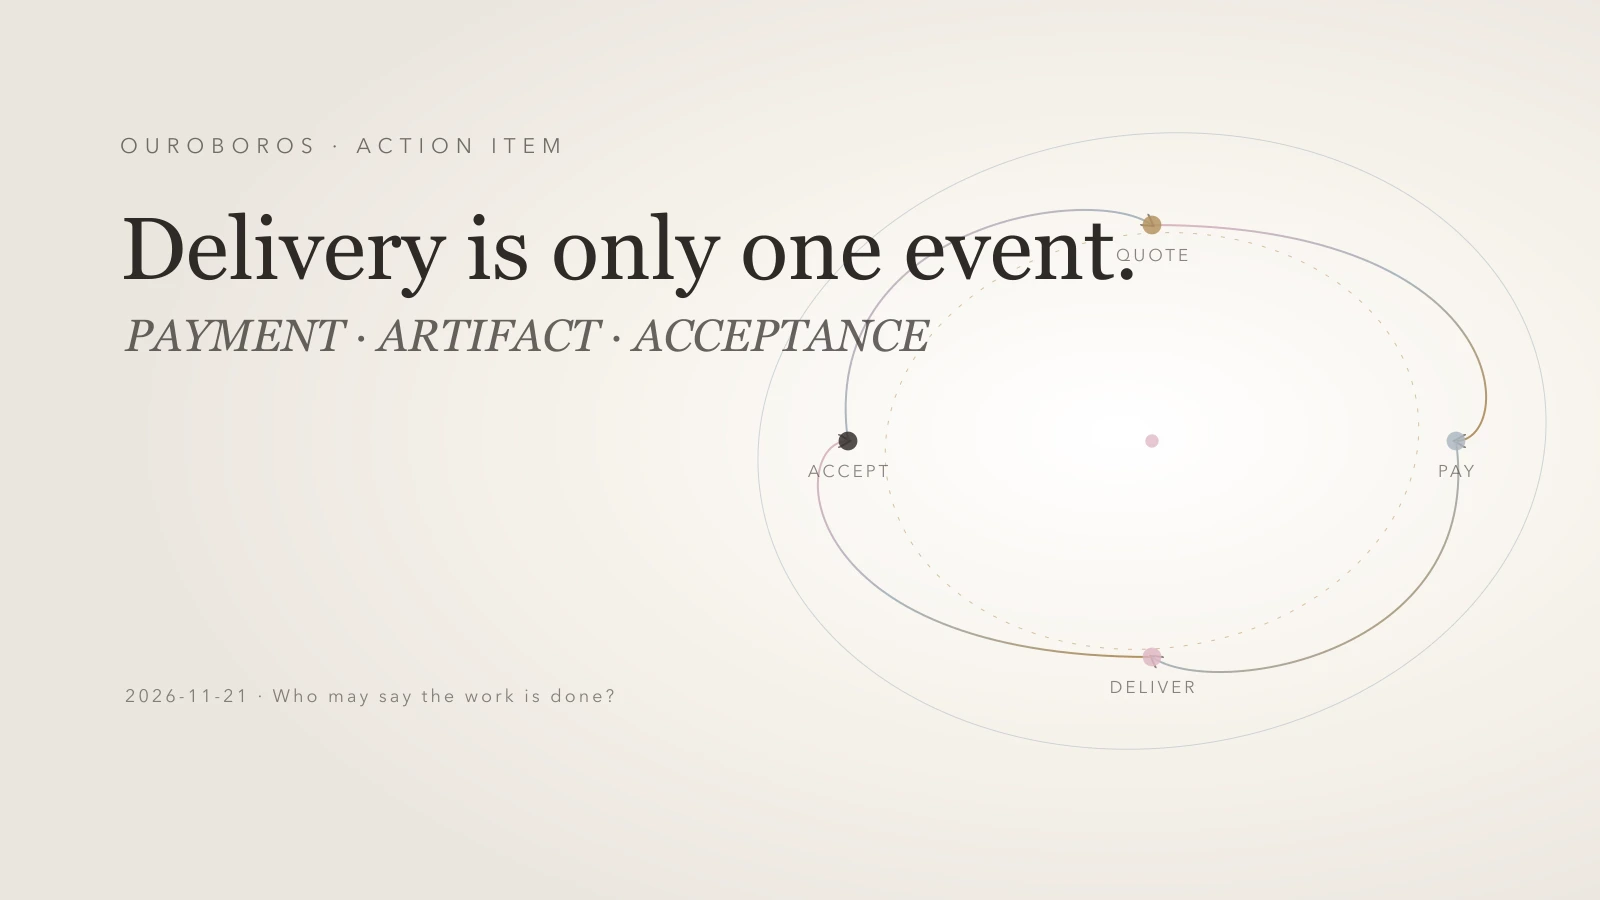 OUROBOROS · ACTION ITEM
Delivery is only one event.
PAYMENT · ARTIFACT · ACCEPTANCE
QUOTE
ACCEPT
PAY
DELIVER
2026-11-21 · Who may say the work is done?